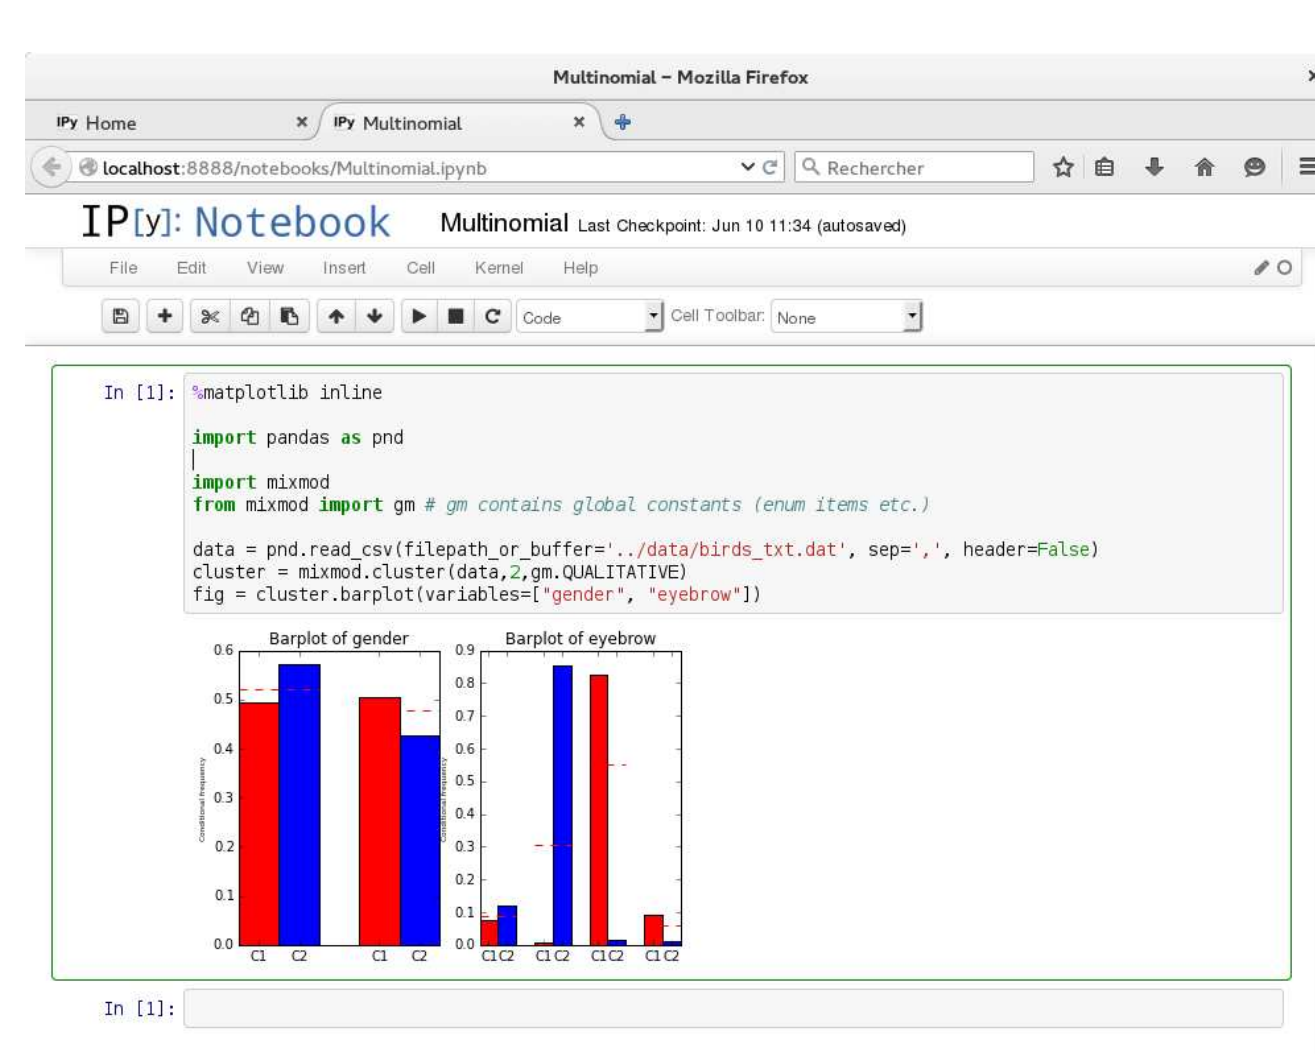 Multinomial – Mozilla Firefox
IPy Home × IPy Multinomial ×
localhost:8888/notebooks/Multinomial.ipynb Rechercher
IP[y]: Notebook Multinomial Last Checkpoint: Jun 10 11:34 (autosaved)
File Edit View Insert Cell Kernel Help
Code Cell Toolbar: None
In [1]: %matplotlib inline
import pandas as pnd
import mixmod
from mixmod import gm # gm contains global constants (enum items etc.)
data = pnd.read_csv(filepath_or_buffer='../data/birds_txt.dat', sep=',', header=False)
cluster = mixmod.cluster(data,2,gm.QUALITATIVE)
fig = cluster.barplot(variables=["gender", "eyebrow"])
Barplot of gender
0.6
0.5
0.4
0.3
0.2
0.1
0.0
Conditional frequency
C1 C2 C1 C2
Barplot of eyebrow
0.9
0.8
0.7
0.6
0.5
0.4
0.3
0.2
0.1
0.0
Conditional frequency
C1 C2 C1 C2 C1 C2 C1 C2
In [1]: